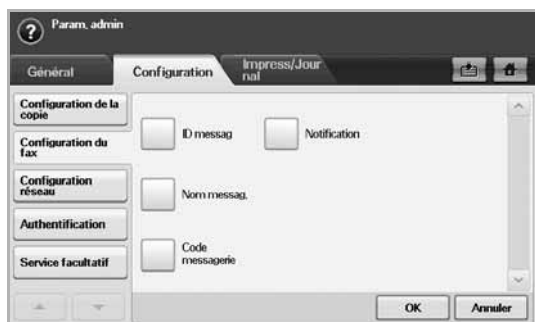 ? Param. admin
Général
Configuration
Impress/Jour
nal
Configuration de la
copie
Configuration du
fax
Configuration
réseau
Authentification
Service facultatif
ID messag
Notification
Nom messag.
Code
messagerie
OK
Annuler